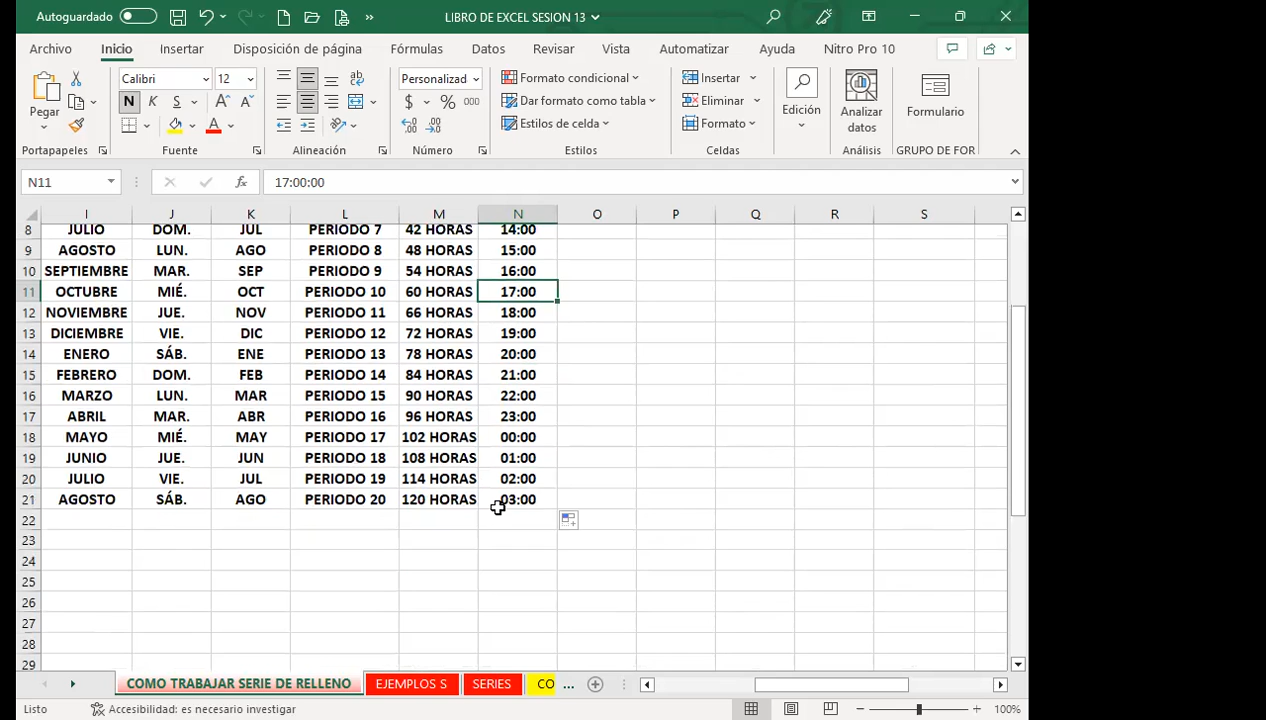 Autoguardado LIBRO DE EXCEL SESION 13
Archivo Inicio Insertar Disposición de página Fórmulas Datos Revisar Vista Automatizar Ayuda Nitro Pro 10
Pegar Calibri 12 Personalizad Formato condicional Insertar Edición Analizar datos Formulario
N K S $ % 000 Dar formato como tabla Eliminar
Estilos de celda Formato
Portapapeles Fuente Alineación Número Estilos Celdas Análisis GRUPO DE FOR
N11 fx 17:00:00
I J K L M N O P Q R S
8 JULIO DOM. JUL PERIODO 7 42 HORAS 14:00
9 AGOSTO LUN. AGO PERIODO 8 48 HORAS 15:00
10 SEPTIEMBRE MAR. SEP PERIODO 9 54 HORAS 16:00
11 OCTUBRE MIÉ. OCT PERIODO 10 60 HORAS 17:00
12 NOVIEMBRE JUE. NOV PERIODO 11 66 HORAS 18:00
13 DICIEMBRE VIE. DIC PERIODO 12 72 HORAS 19:00
14 ENERO SÁB. ENE PERIODO 13 78 HORAS 20:00
15 FEBRERO DOM. FEB PERIODO 14 84 HORAS 21:00
16 MARZO LUN. MAR PERIODO 15 90 HORAS 22:00
17 ABRIL MAR. ABR PERIODO 16 96 HORAS 23:00
18 MAYO MIÉ. MAY PERIODO 17 102 HORAS 00:00
19 JUNIO JUE. JUN PERIODO 18 108 HORAS 01:00
20 JULIO VIE. JUL PERIODO 19 114 HORAS 02:00
21 AGOSTO SÁB. AGO PERIODO 20 120 HORAS 03:00
22
23
24
25
26
27
28
29
COMO TRABAJAR SERIE DE RELLENO EJEMPLOS S SERIES CO ...
Listo Accesibilidad: es necesario investigar 100%